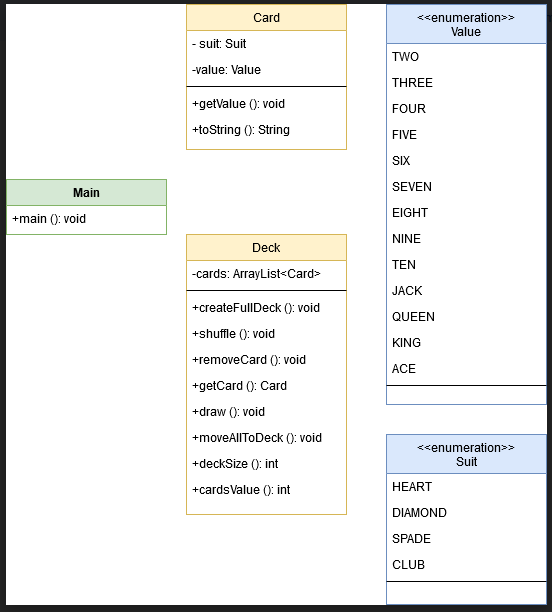 Card
- suit: Suit
-value: Value
+getValue (): void
+toString (): String
Main
+main (): void
Deck
-cards: ArrayList<Card>
+createFullDeck (): void
+shuffle (): void
+removeCard (): void
+getCard (): Card
+draw (): void
+moveAllToDeck (): void
+deckSize (): int
+cardsValue (): int
<<enumeration>>
Value
TWO
THREE
FOUR
FIVE
SIX
SEVEN
EIGHT
NINE
TEN
JACK
QUEEN
KING
ACE
<<enumeration>>
Suit
HEART
DIAMOND
SPADE
CLUB